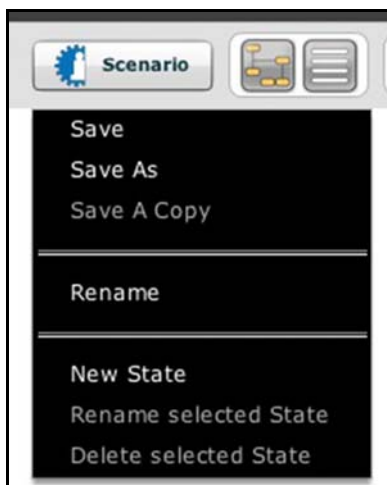 Scenario
Save
Save As
Save A Copy
Rename
New State
Rename selected State
Delete selected State